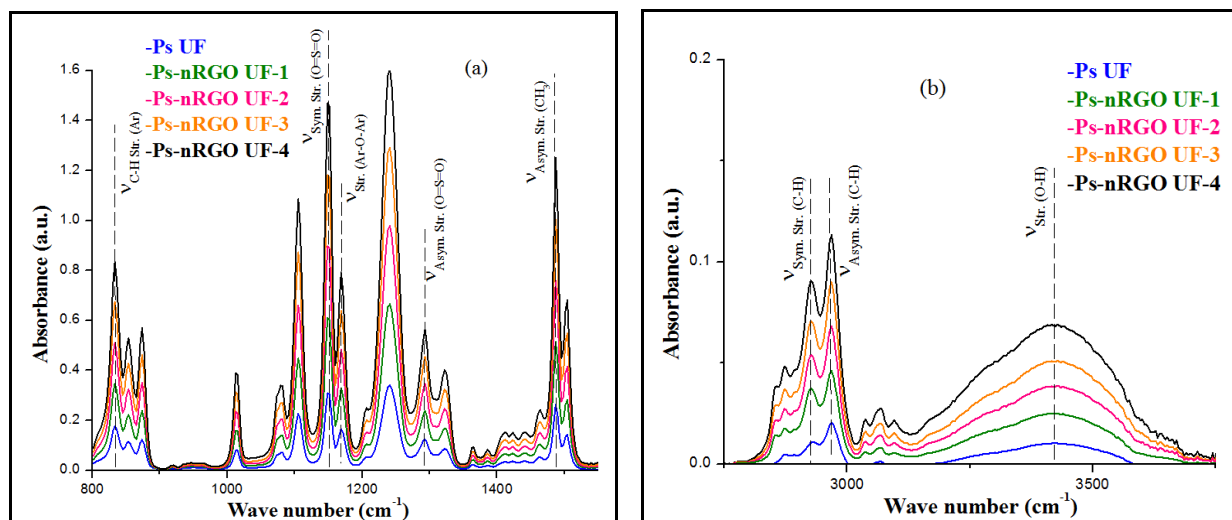 -Ps UF
-Ps-nRGO UF-1
-Ps-nRGO UF-2
-Ps-nRGO UF-3
-Ps-nRGO UF-4
(a)
νC-H Str. (Ar)
νSym. Str. (O=S=O)
νStr. (Ar-O-Ar)
νAsym. Str. (O=S=O)
νAsym. Str. (CH3)
Absorbance (a.u.)
1.6
1.4
1.2
1.0
0.8
0.6
0.4
0.2
0.0
800
1000
1200
1400
Wave number (cm-1)
-Ps UF
-Ps-nRGO UF-1
-Ps-nRGO UF-2
-Ps-nRGO UF-3
-Ps-nRGO UF-4
(b)
νSym. Str. (C-H)
νAsym. Str. (C-H)
νStr. (O-H)
Absorbance (a.u.)
0.2
0.1
0.0
3000
3500
Wave number (cm-1)